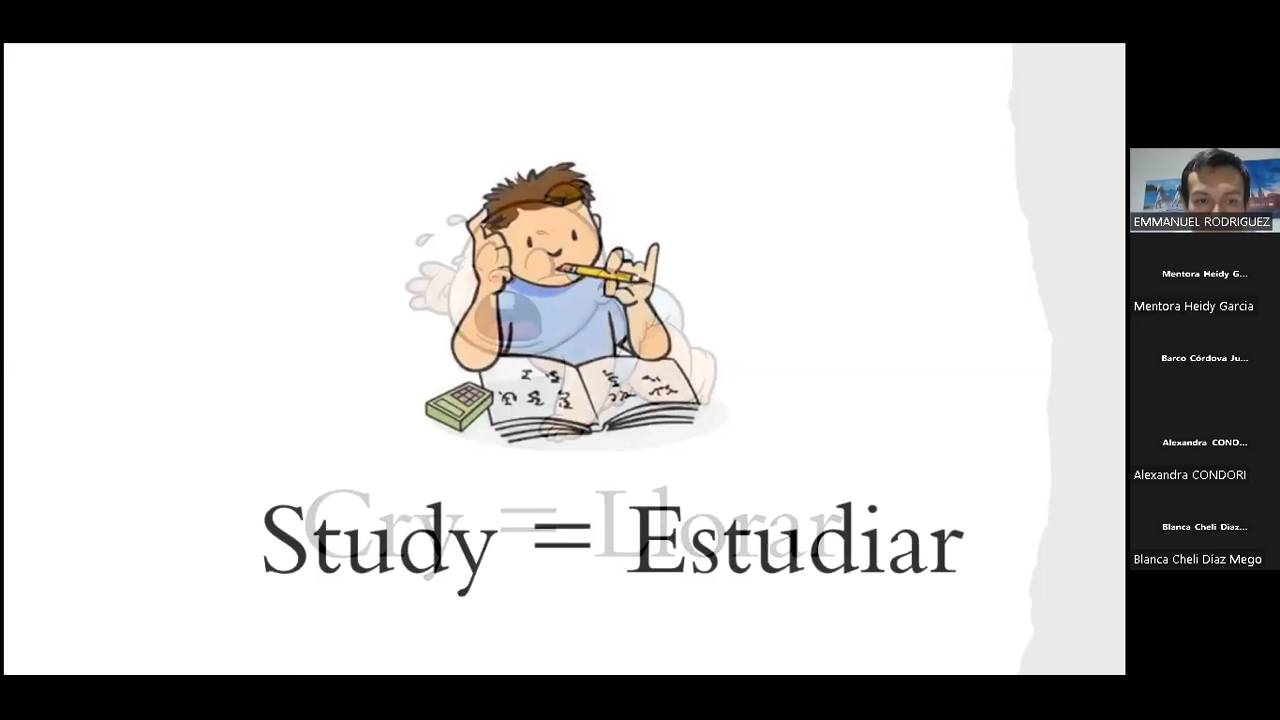 Cry = Llorar
Study = Estudiar
EMMANUEL RODRIGUEZ
Mentora Heidy G...
Mentora Heidy Garcia
Barco Córdova Ju...
Alexandra COND...
Alexandra CONDORI
Blanca Cheli Díaz...
Blanca Cheli Díaz Mego